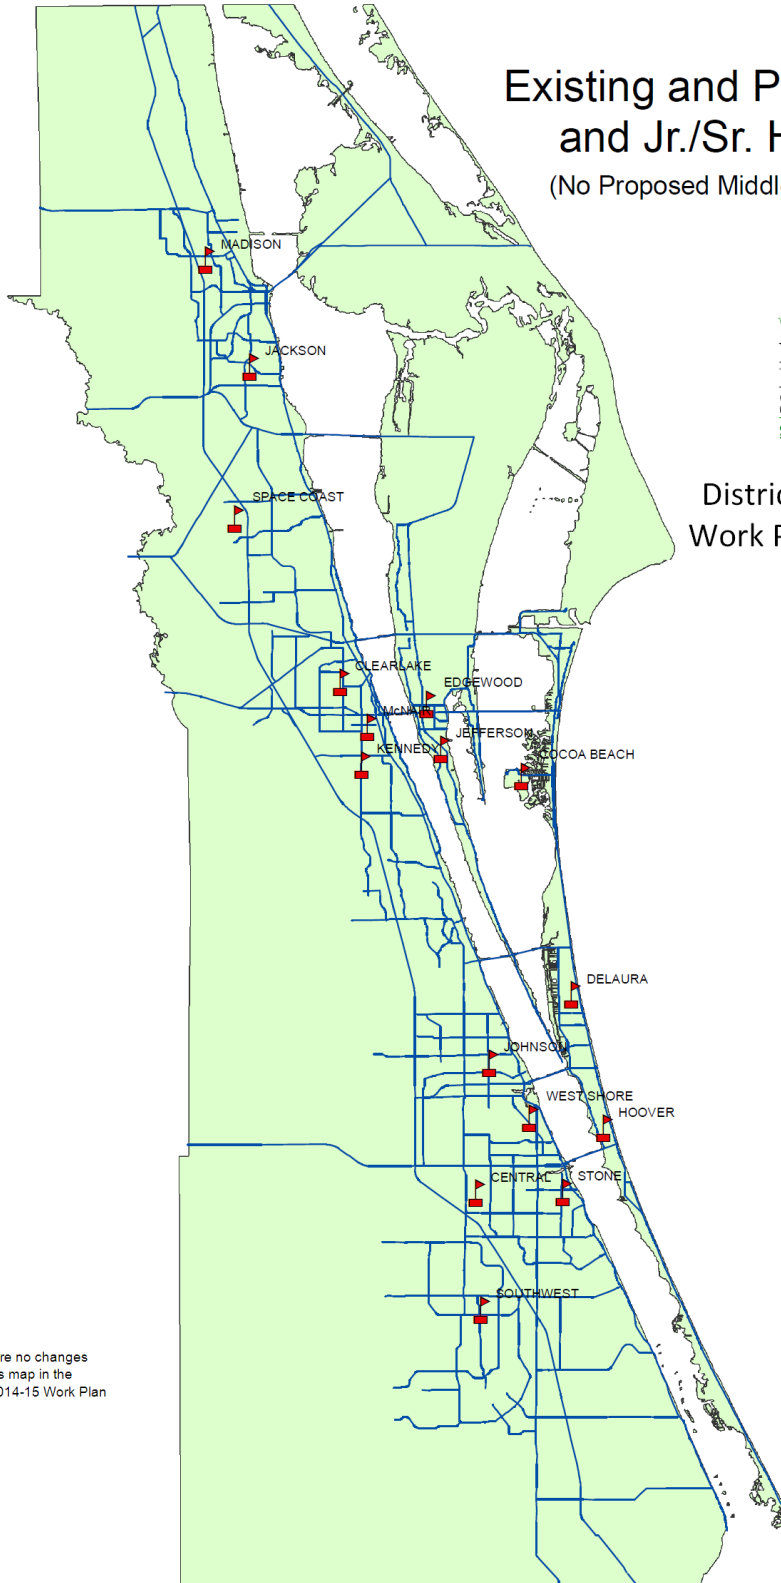 Existing and P
and Jr./Sr. H
(No Proposed Middl
MADISON
JACKSON
Distric
SPACE COAST
Work P
CLEARLAKE
EDGEWOOD
McNAIR
JEFFERSON
KENNEDY
COCOA BEACH
DELAURA
JOHNSON
WEST SHORE
HOOVER
CENTRAL
STONE
SOUTHWEST
re no changes
s map in the
014-15 Work Plan